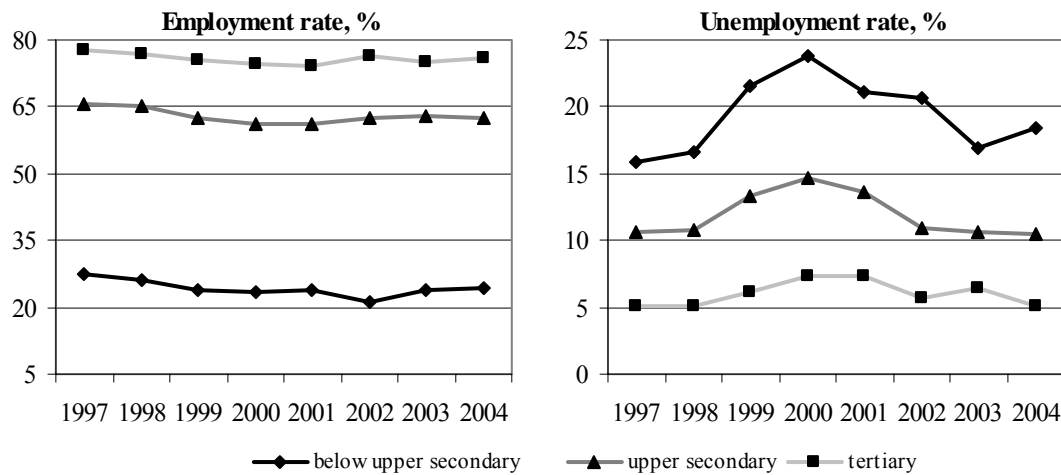 Employment rate, %
80
65
50
35
20
5
1997 1998 1999 2000 2001 2002 2003 2004
Unemployment rate, %
25
20
15
10
5
0
1997 1998 1999 2000 2001 2002 2003 2004
below upper secondary upper secondary tertiary